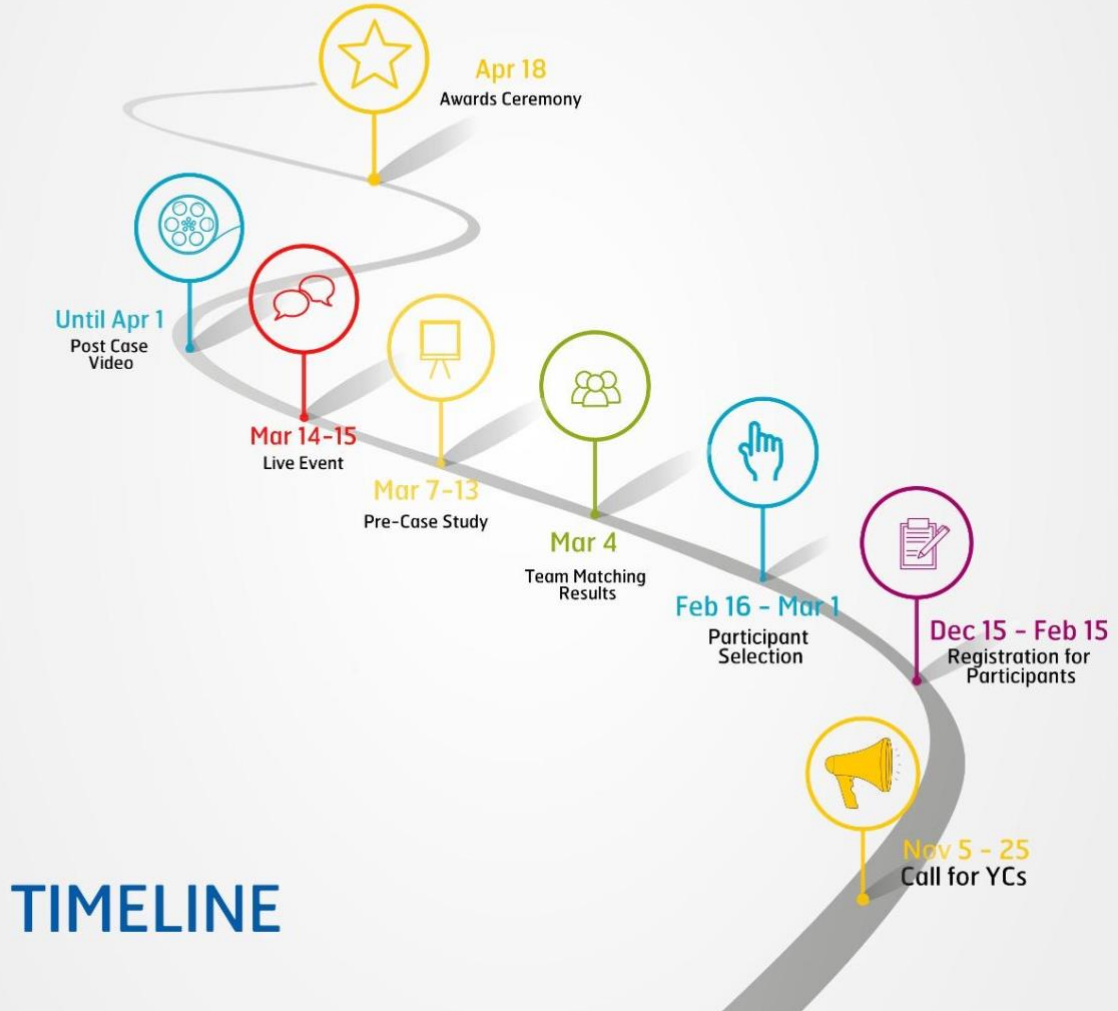 Apr 18
Awards Ceremony
Until Apr 1
Post Case
Video
Mar 14-15
Live Event
Mar 7-13
Pre-Case Study
Mar 4
Team Matching
Results
Feb 16 - Mar 1
Participant
Selection
Dec 15 - Feb 15
Registration for
Participants
Nov 5 - 25
Call for YCs
TIMELINE